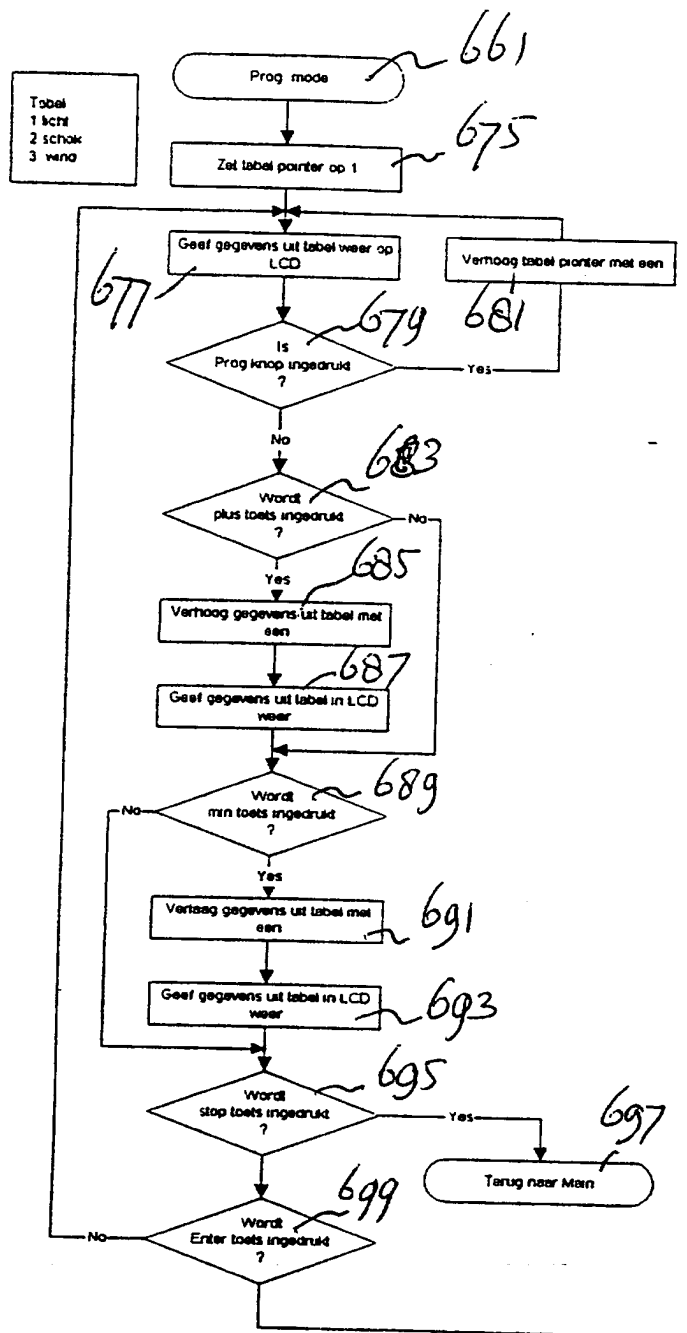 661
Prog mode
Tabel
1 licht
2 schok
3 wind
675
Zet tabel pointer op 1
Geef gegevens uit tabel weer op
LCD
677
Verhoog tabel pionter met een
681
679
Is
Prog knop ingedrukt
?
Yes
No
683
Wordt
plus toets ingedrukt
?
No
Yes
685
Verhoog gegevens uit tabel met
een
687
Geef gegevens uit tabel in LCD
weer
689
Wordt
min toets ingedrukt
?
No
Yes
Verlaag gegevens uit tabel met
een
691
Geef gegevens uit tabel in LCD
weer
693
695
Wordt
stop toets ingedrukt
?
Yes
697
Terug naar Main
699
Wordt
Enter toets ingedrukt
?
No